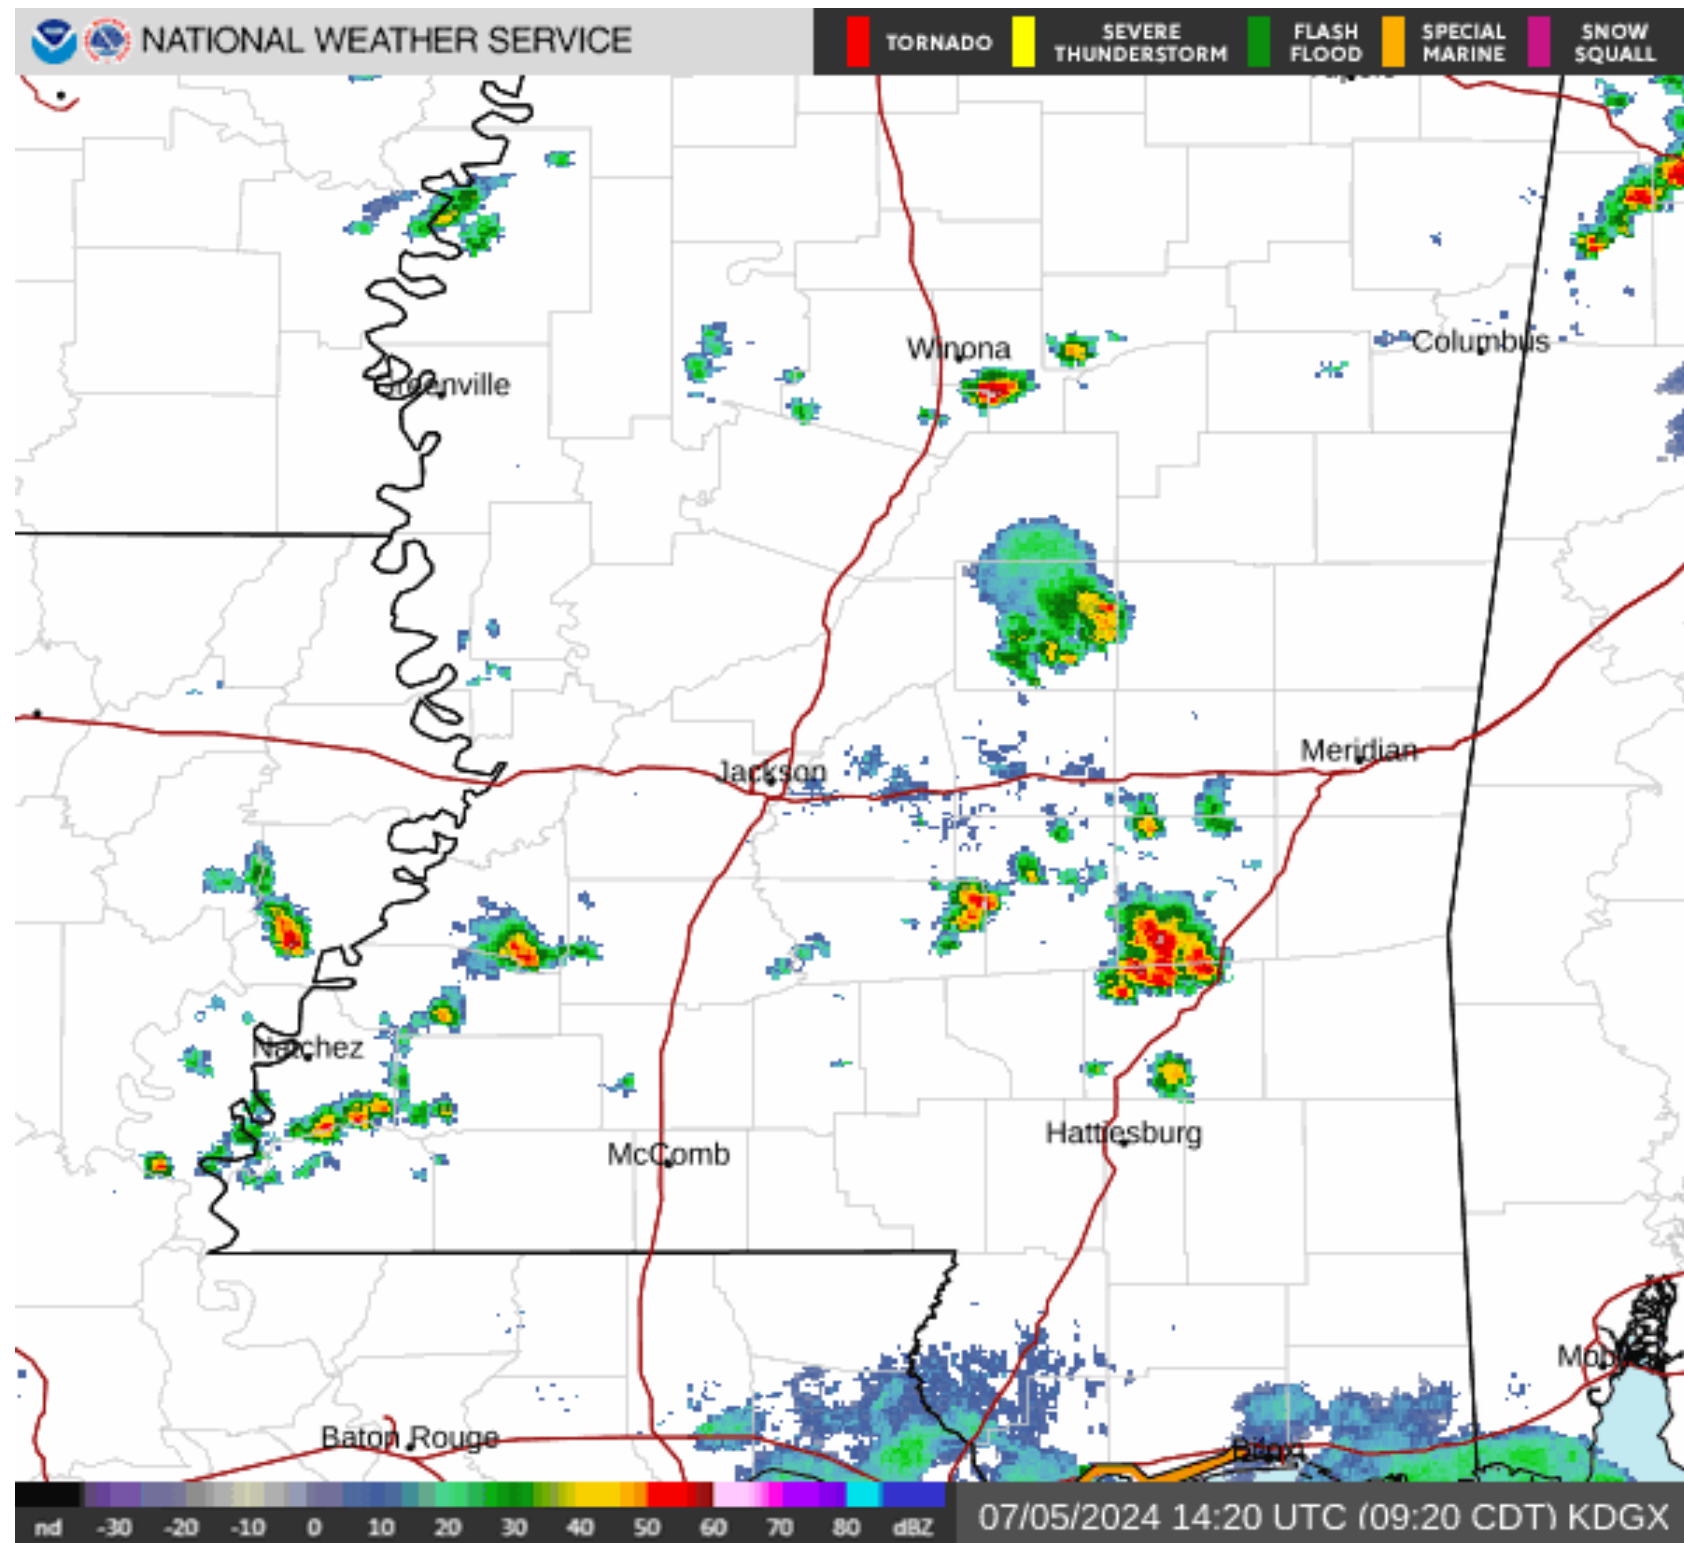 NATIONAL WEATHER SERVICE
TORNADO
SEVERE THUNDERSTORM
FLASH FLOOD
SPECIAL MARINE
SNOW SQUALL
Winona
Columbus
Greenville
Meridian
Jackson
Natchez
Hattiesburg
McComb
Baton Rouge
Biloxi
nd -30 -20 -10 0 10 20 30 40 50 60 70 80 dBZ
07/05/2024 14:20 UTC (09:20 CDT) KDGX